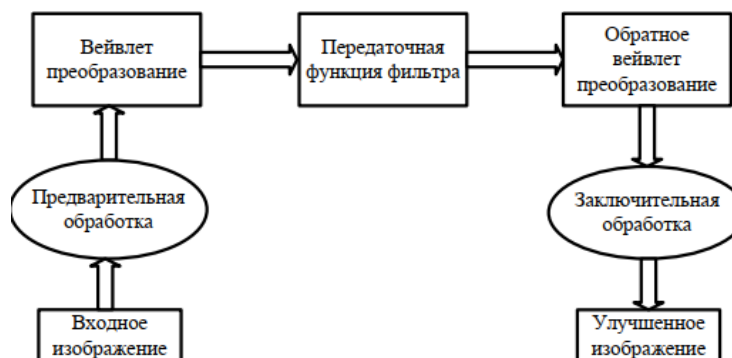 Вейвлет
преобразование
Передаточная
функция фильтра
Обратное
вейвлет
преобразование
Предварительная
обработка
Заключительная
обработка
Входное
изображение
Улучшенное
изображение